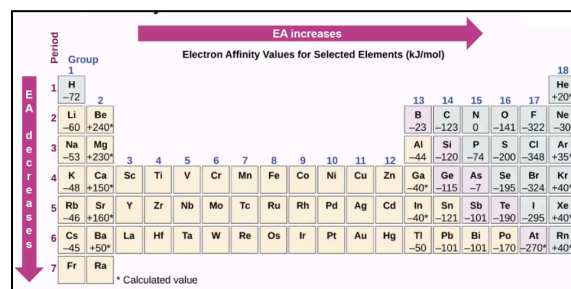 EA increases
Electron Affinity Values for Selected Elements (kJ/mol)
Period
Group
1 18
1 H He
–72 +20*
2 13 14 15 16 17
2 Li Be B C N O F Ne
–60 +240* –23 –123 0 –141 –322 –30
3 Na Mg 3 4 5 6 7 8 9 10 11 12 Al Si P S Cl Ar
–53 +230* –44 –120 –74 –200 –348 +35*
4 K Ca Sc Ti V Cr Mn Fe Co Ni Cu Zn Ga Ge As Se Br Kr
–48 +150* –40* –115 –7 –195 –324 +40*
5 Rb Sr Y Zr Nb Mo Tc Ru Rh Pd Ag Cd In Sn Sb Te I Xe
–46 +160* –40* –121 –101 –190 –295 +40*
6 Cs Ba La Hf Ta W Re Os Ir Pt Au Hg Tl Pb Bi Po At Rn
–45 +50* –50 –101 –101 –170 –270* +40*
7 Fr Ra
* Calculated value
EA decreases